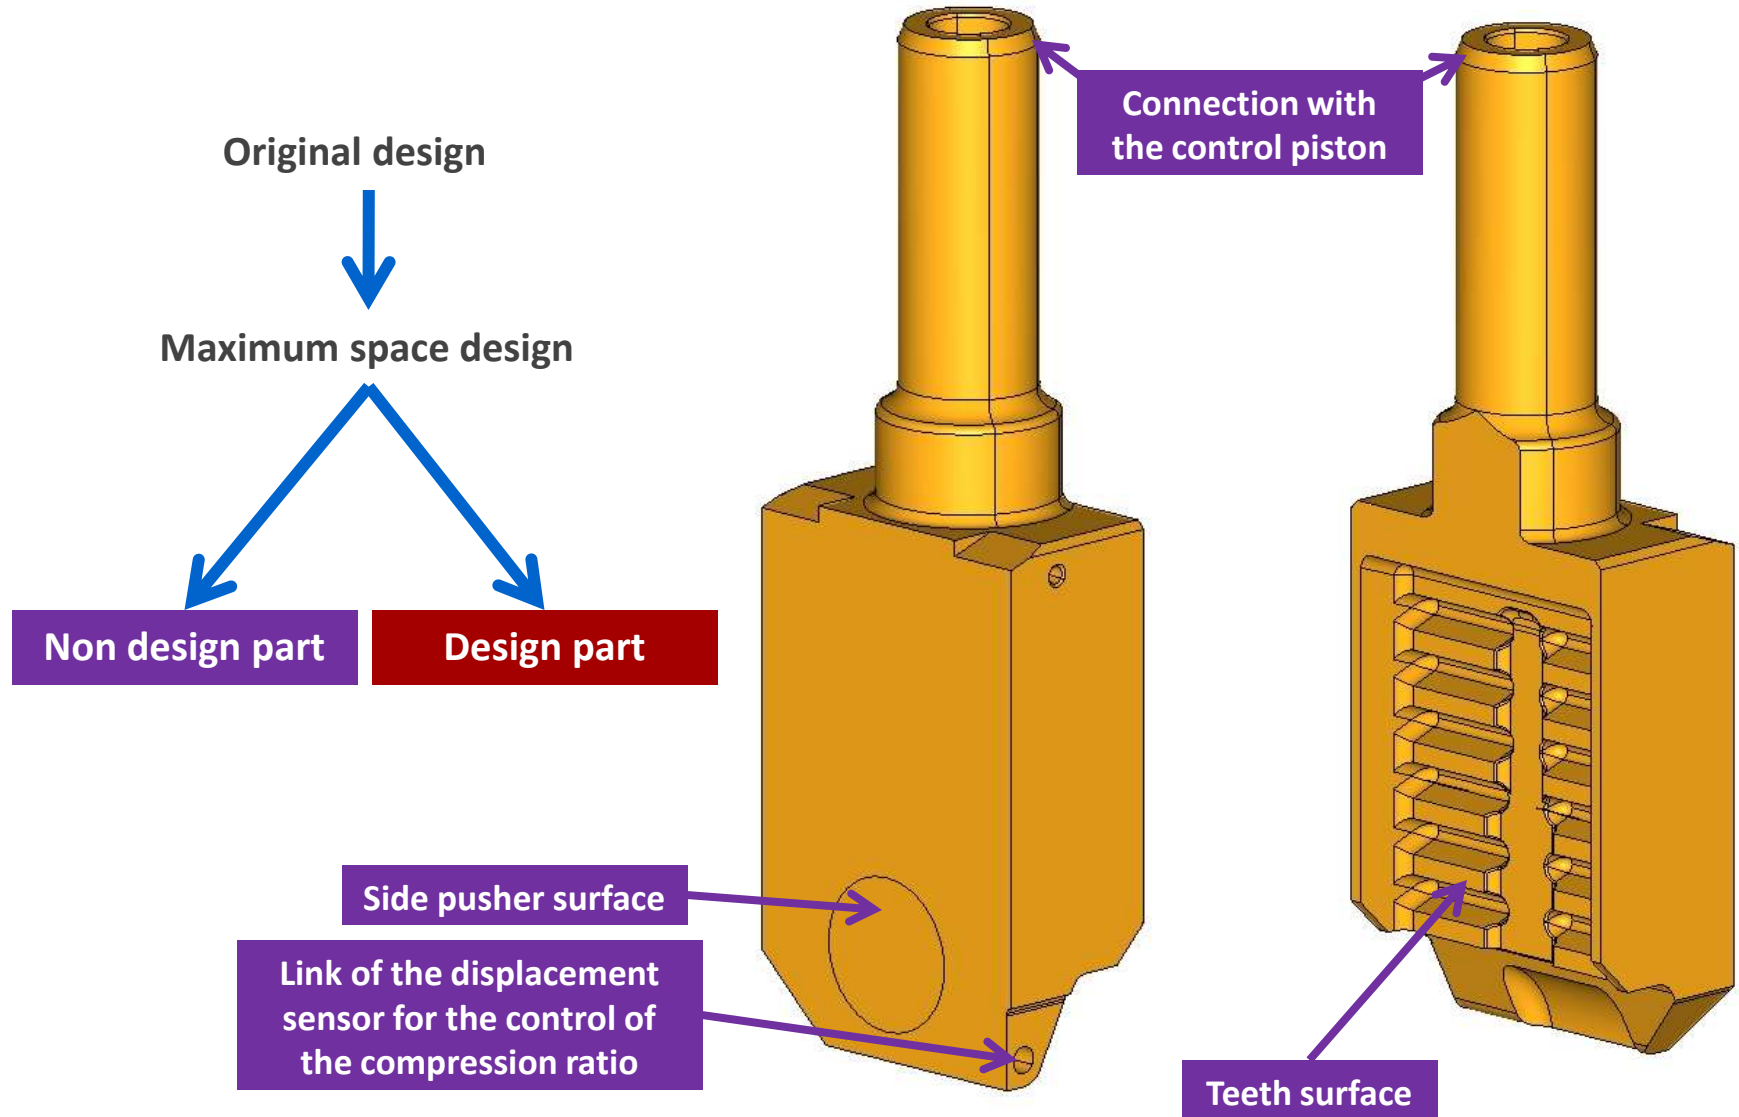 Original design
Maximum space design
Non design part
Design part
Connection with
the control piston
Side pusher surface
Link of the displacement
sensor for the control of
the compression ratio
Teeth surface